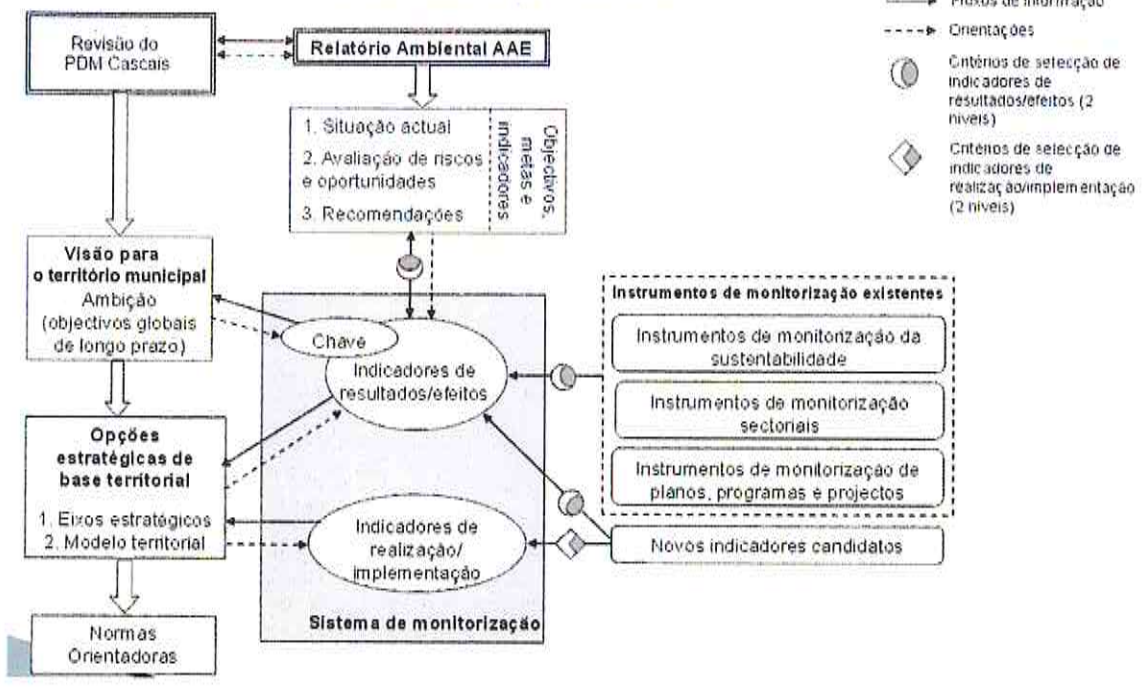 Revisão do
PDM Cascais
Relatório Ambiental AAE
Fluxos de informação
Orientações
Critérios de selecção de
indicadores de
resultados/efeitos (2
níveis)
Critérios de selecção de
indicadores de
realização/implementação
(2 níveis)
1. Situação actual
2. Avaliação de riscos
e oportunidades
3. Recomendações
Objectivos,
metas e
indicadores
Visão para
o território municipal
Ambição
(objectivos globais
de longo prazo)
Chave
Indicadores de
resultados/efeitos
Instrumentos de monitorização existentes
Instrumentos de monitorização da
sustentabilidade
Instrumentos de monitorização
sectoriais
Instrumentos de monitorização de
planos, programas e projectos
Novos indicadores candidatos
Opções
estratégicas de
base territorial
1. Eixos estratégicos
2. Modelo territorial
Indicadores de
realização/
implementação
Sistema de monitorização
Normas
Orientadoras